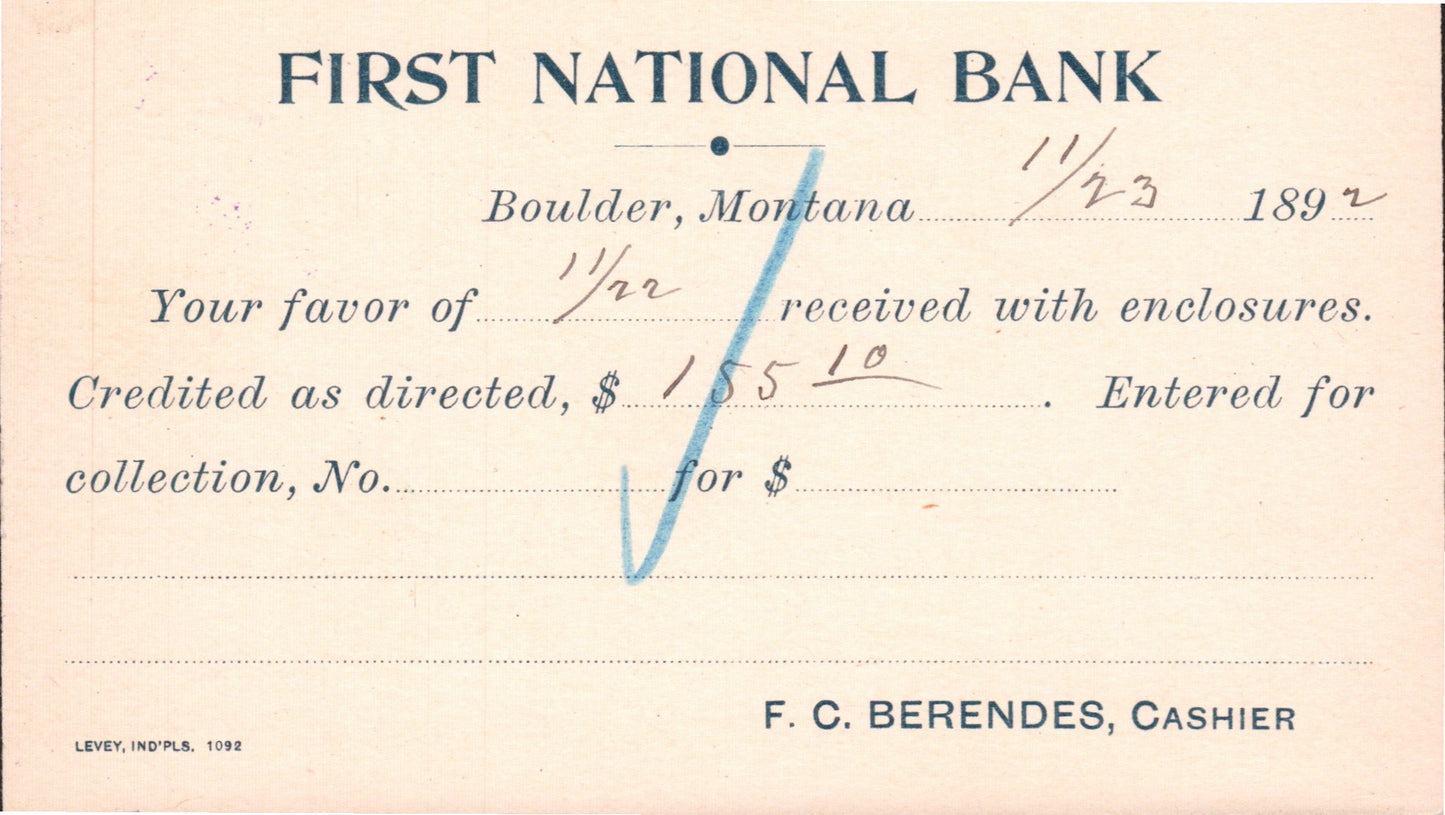 FIRST NATIONAL BANK
Boulder, Montana 11/23 1892
Your favor of 11/22 received with enclosures.
Credited as directed, $ 155 10. Entered for
collection, No. for $
F. C. BERENDES, CASHIER
LEVEY, IND'PLS. 1092